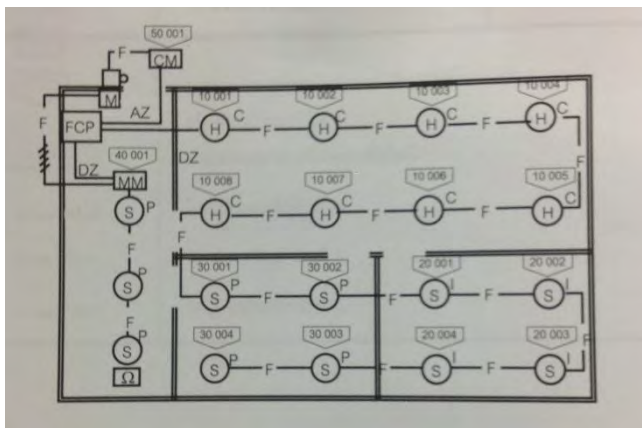 50 001
F CM
M 10 001 10 002 10 003 10 004
AZ C C C C
F FCP H F H F H F H
DZ 40 001 DZ F
MM 10 008 10 007 10 006 10 005
S P C C C C
H F H F H F H
F F
30 001 30 002 20 001 20 002
S P S P F S P F S I F S I
F 30 004 30 003 20 004 20 003 F
S P S P F S P F S I F S I
Ω